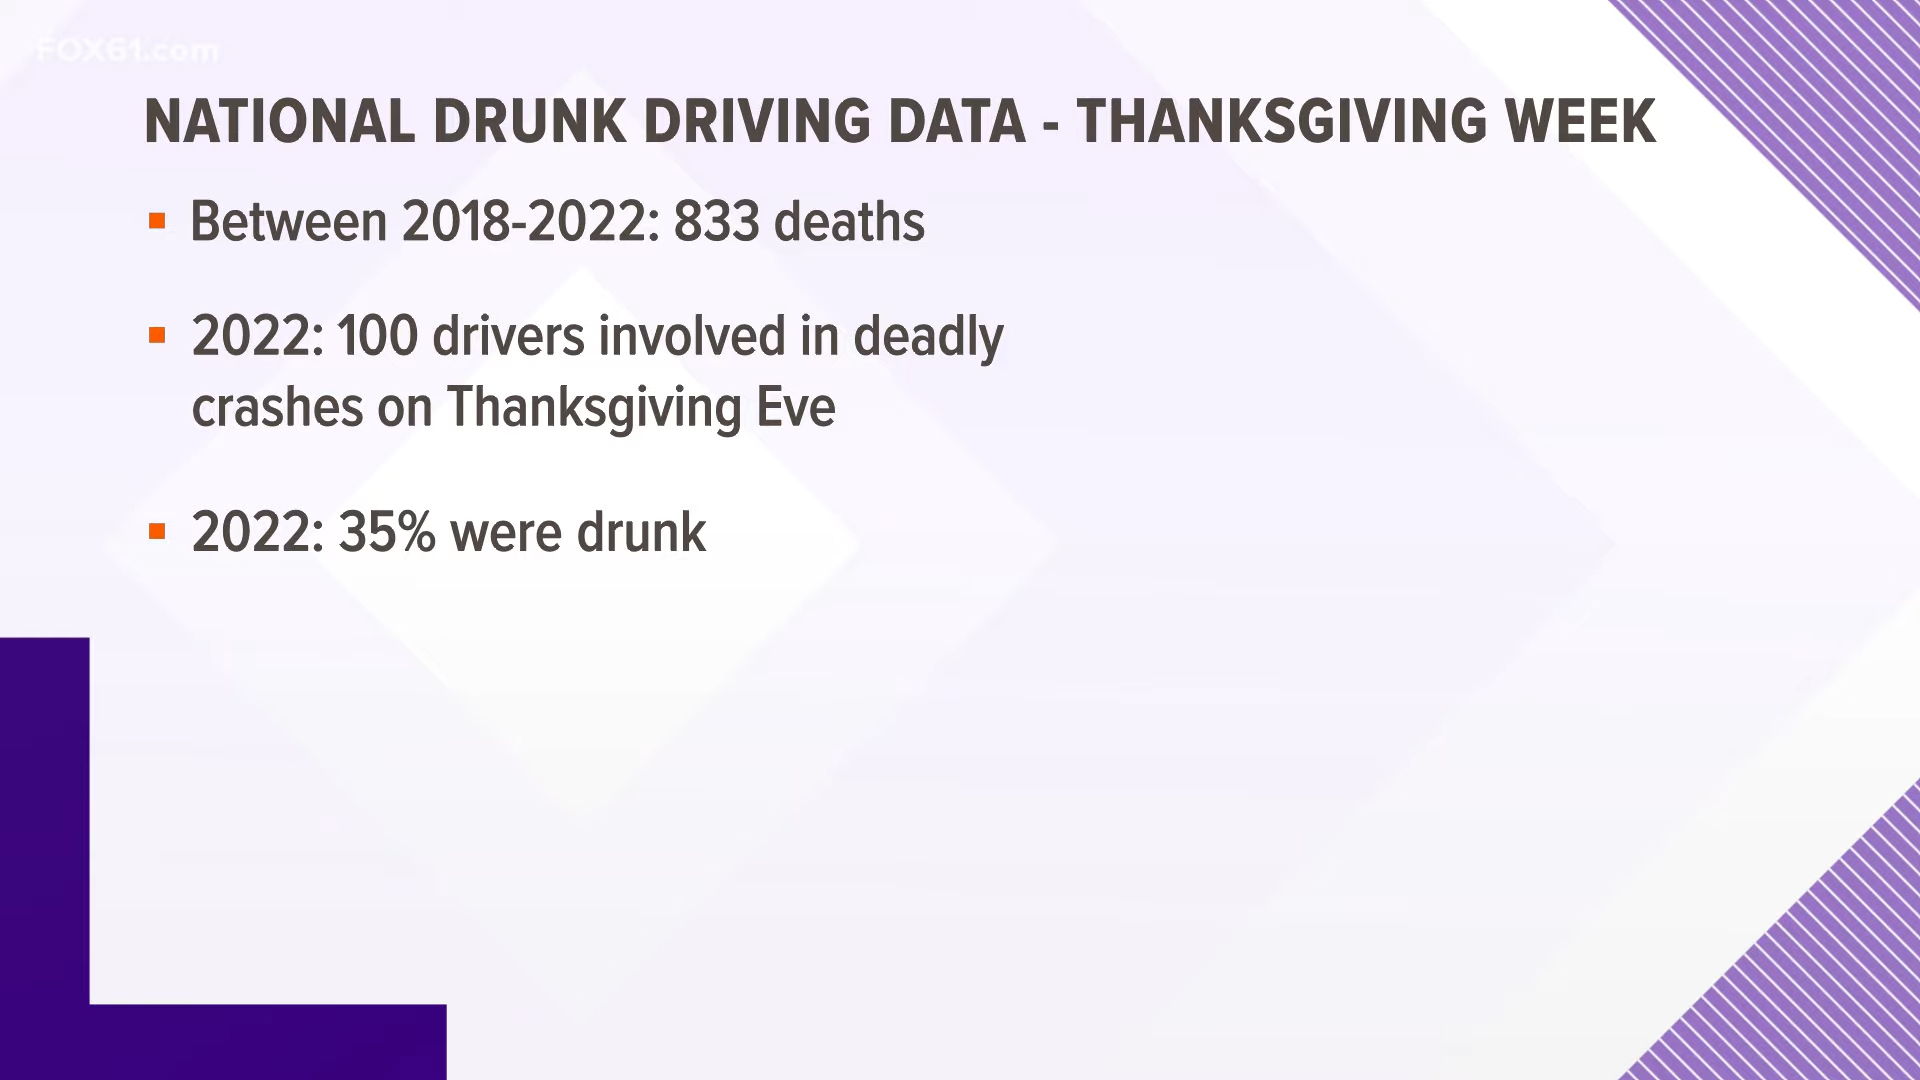 FOX61.com
NATIONAL DRUNK DRIVING DATA - THANKSGIVING WEEK
Between 2018-2022: 833 deaths
2022: 100 drivers involved in deadly
crashes on Thanksgiving Eve
2022: 35% were drunk